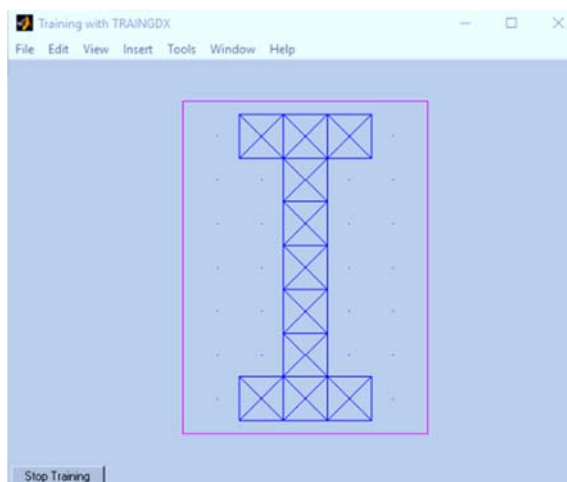 Training with TRAINGDX
File Edit View Insert Tools Window Help
I
Stop Training